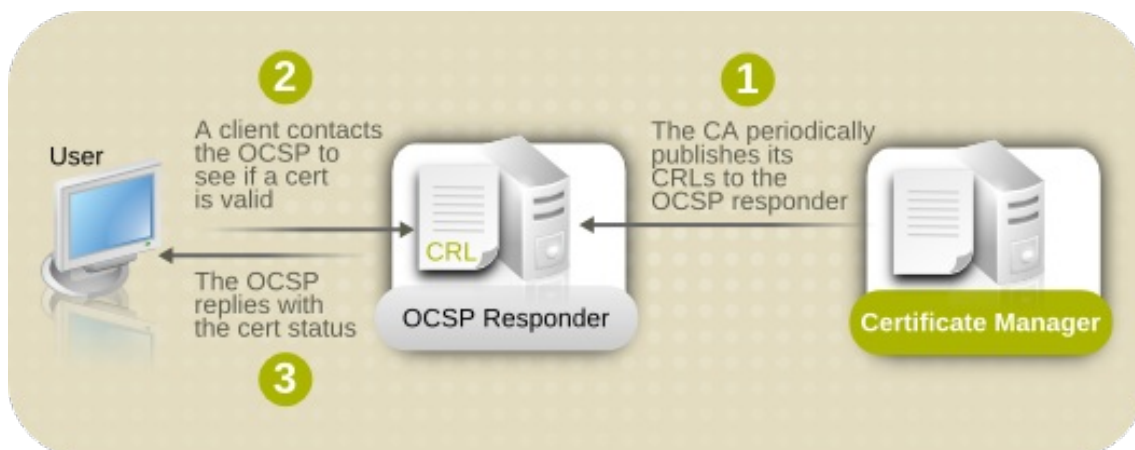 2
A client contacts
the OCSP to
see if a cert
is valid
User
1
The CA periodically
publishes its
CRLs to the
OCSP responder
CRL
OCSP Responder
Certificate Manager
The OCSP
replies with
the cert status
3